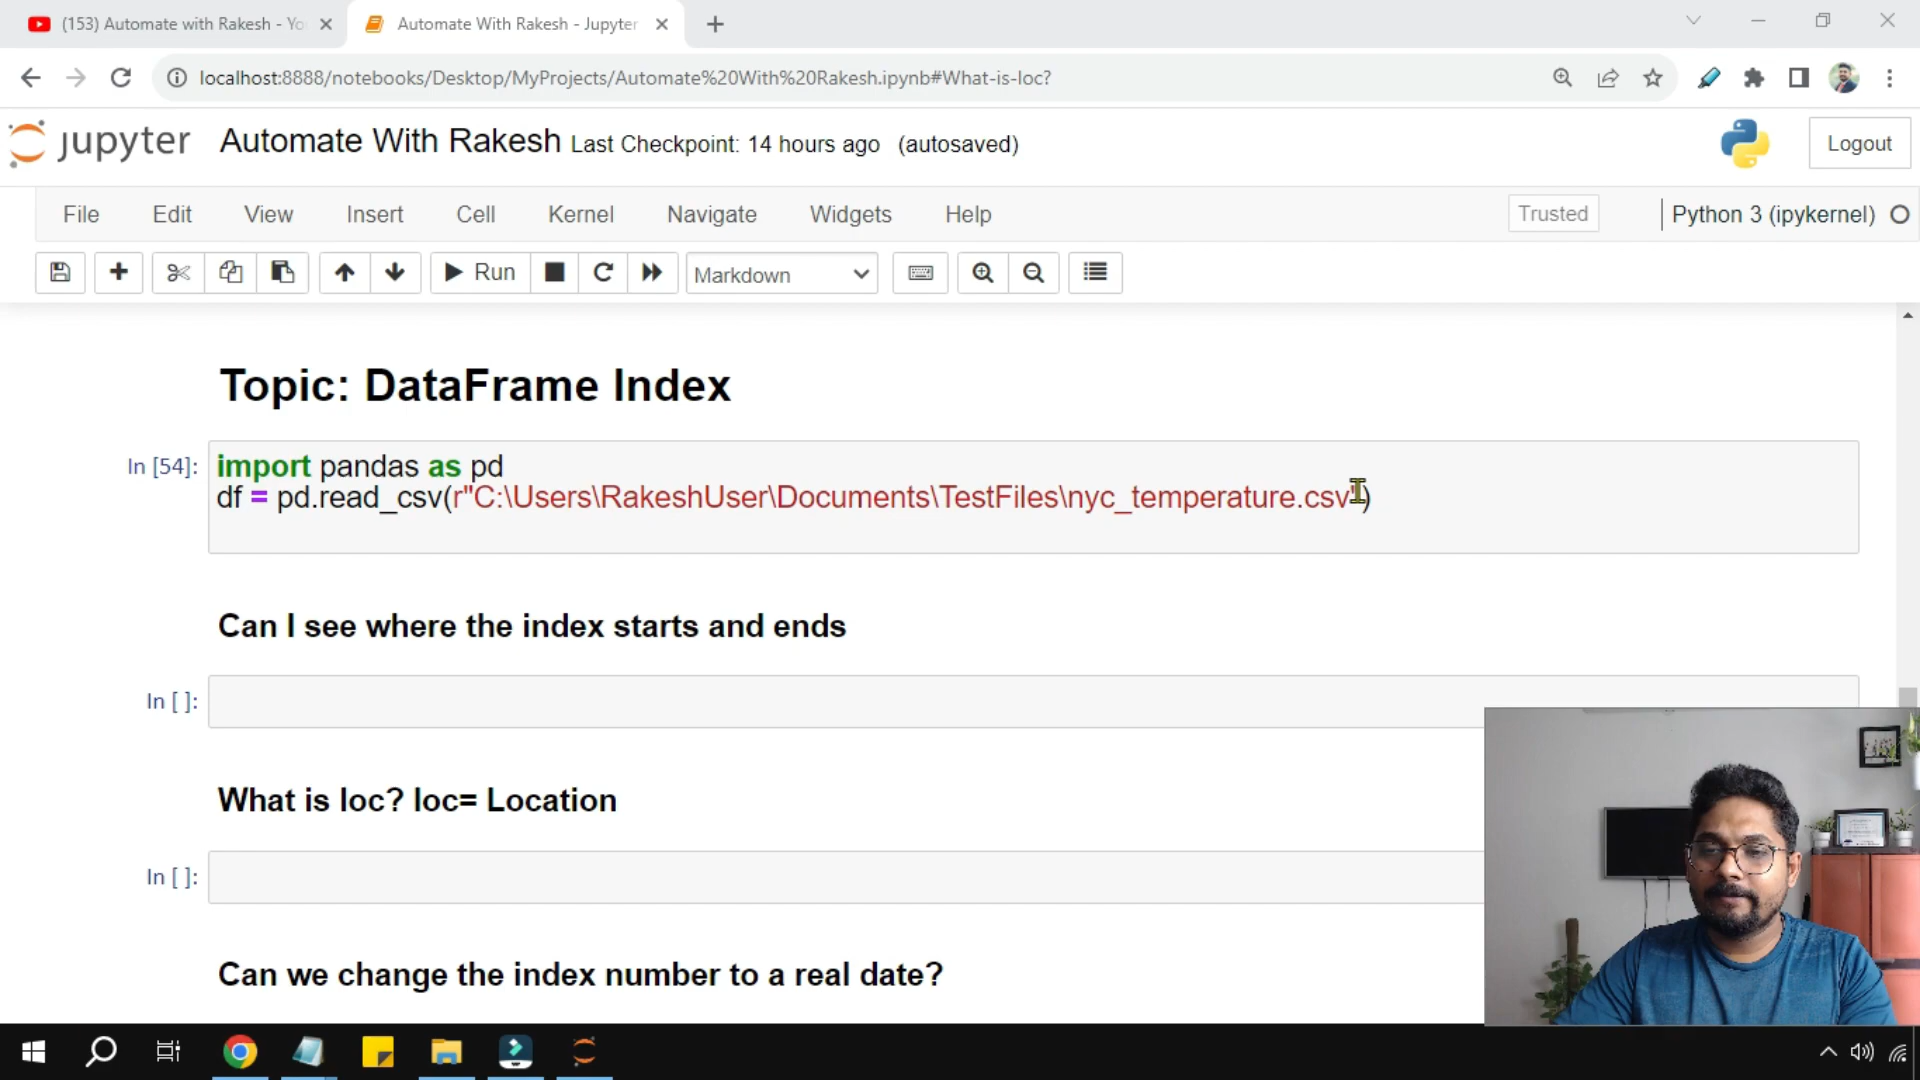 (153) Automate with Rakesh - Yo
Automate With Rakesh - Jupyter
localhost:8888/notebooks/Desktop/MyProjects/Automate%20With%20Rakesh.ipynb#What-is-loc?
jupyter Automate With Rakesh Last Checkpoint: 14 hours ago (autosaved)
Logout
File Edit View Insert Cell Kernel Navigate Widgets Help
Trusted
Python 3 (ipykernel)
Run
Markdown
Topic: DataFrame Index
In [54]:
import pandas as pd
df = pd.read_csv(r"C:\Users\RakeshUser\Documents\TestFiles\nyc_temperature.csv")
Can I see where the index starts and ends
In [ ]:
What is loc? loc= Location
In [ ]:
Can we change the index number to a real date?